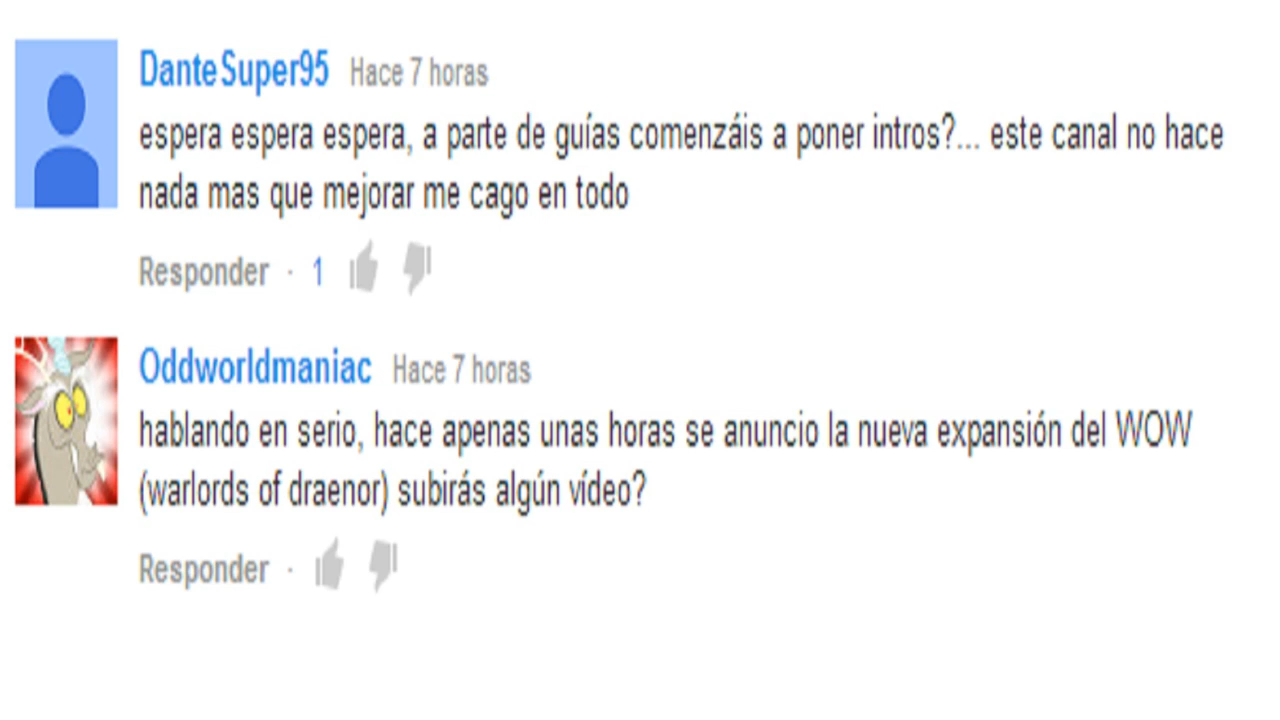 DanteSuper95 Hace 7 horas
espera espera espera, a parte de guías comenzáis a poner intros?... este canal no hace
nada mas que mejorar me cago en todo
Responder · 1
Oddworldmaniac Hace 7 horas
hablando en serio, hace apenas unas horas se anuncio la nueva expansión del WOW
(warlords of draenor) subirás algún vídeo?
Responder ·